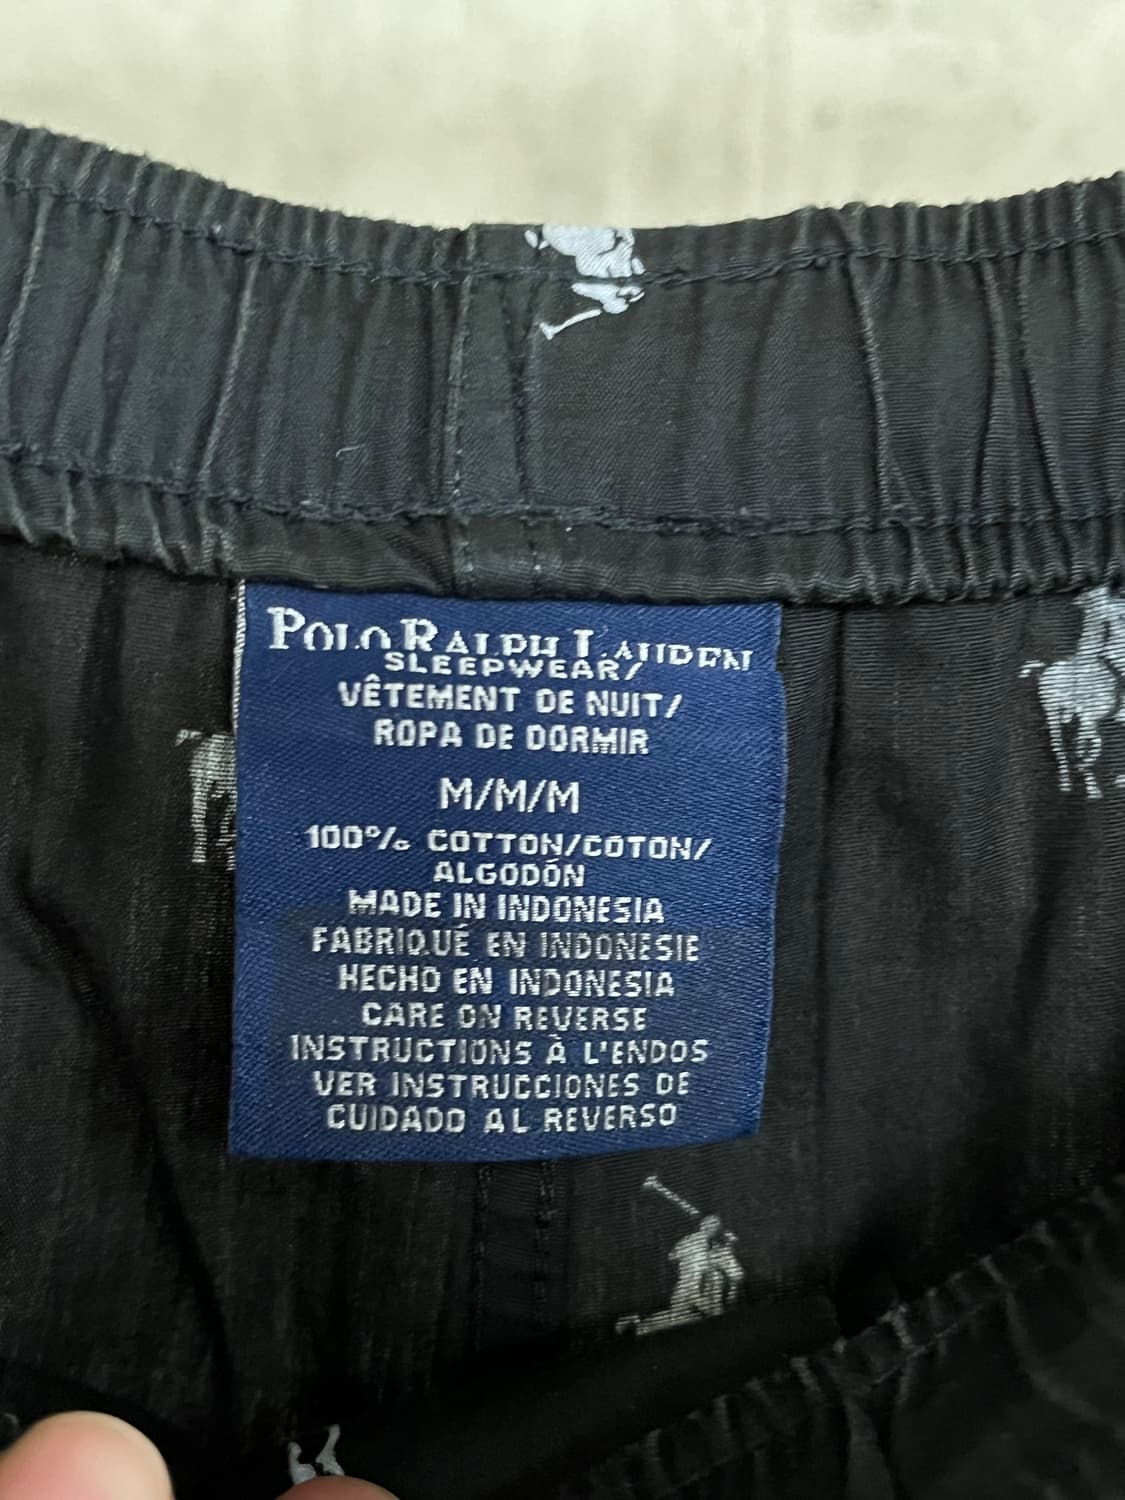 POLO RALPH LAUREN
SLEEPWEAR/
VÊTEMENT DE NUIT/
ROPA DE DORMIR
M/M/M
100% COTTON/COTON/
ALGODÓN
MADE IN INDONESIA
FABRIQUÉ EN INDONESIE
HECHO EN INDONESIA
CARE ON REVERSE
INSTRUCTIONS À L'ENDOS
VER INSTRUCCIONES DE
CUIDADO AL REVERSO